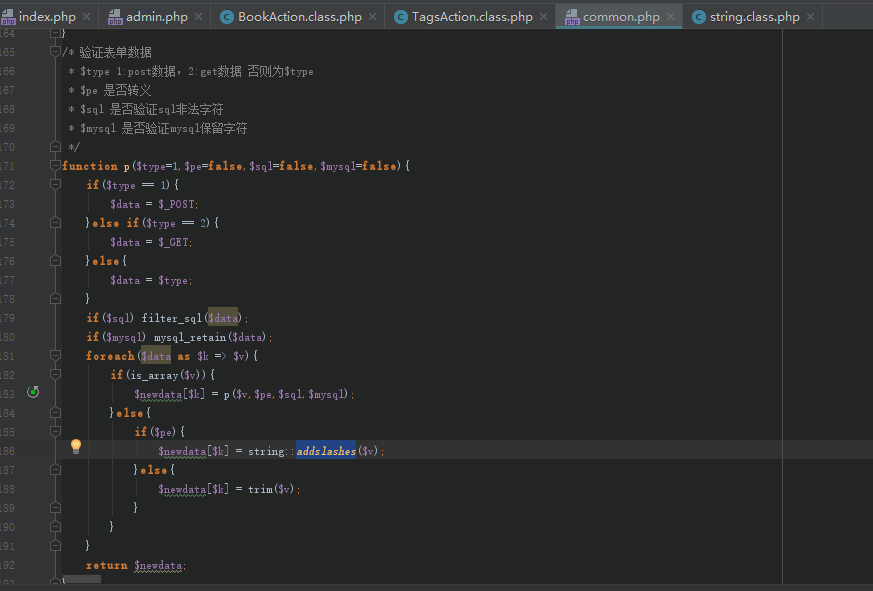 index.php admin.php BookAction.class.php TagsAction.class.php common.php string.class.php
164 }
165 /* 验证表单数据
166 * $type 1:post数据，2:get数据 否则为$type
167 * $pe 是否转义
168 * $sql 是否验证sql非法字符
169 * $mysql 是否验证mysql保留字符
170 */
171 function p($type=1,$pe=false,$sql=false,$mysql=false){
172 if($type == 1){
173 $data = $_POST;
174 }else if($type == 2){
175 $data = $_GET;
176 }else{
177 $data = $type;
178 }
179 if($sql) filter_sql($data);
180 if($mysql) mysql_retain($data);
181 foreach($data as $k => $v){
182 if(is_array($v)){
183 $newdata[$k] = p($v,$pe,$sql,$mysql);
184 }else{
185 if($pe){
186 $newdata[$k] = string::addslashes($v);
187 }else{
188 $newdata[$k] = trim($v);
189 }
190 }
191 }
192 return $newdata;